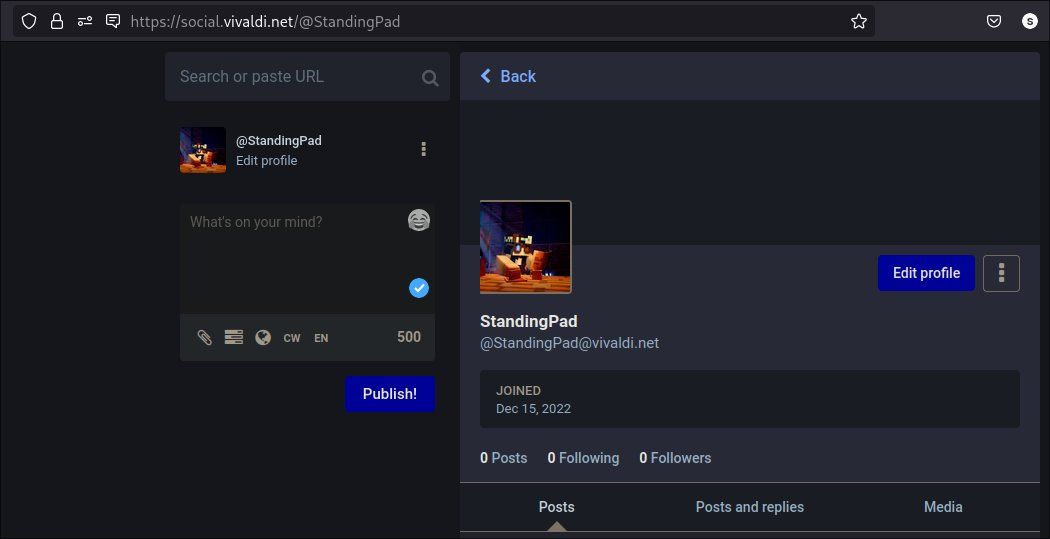 https://social.vivaldi.net/@StandingPad
S
Search or paste URL
@StandingPad
Edit profile
What's on your mind?
CW EN 500
Publish!
Back
Edit profile
StandingPad
@StandingPad@vivaldi.net
JOINED
Dec 15, 2022
0 Posts 0 Following 0 Followers
Posts Posts and replies Media